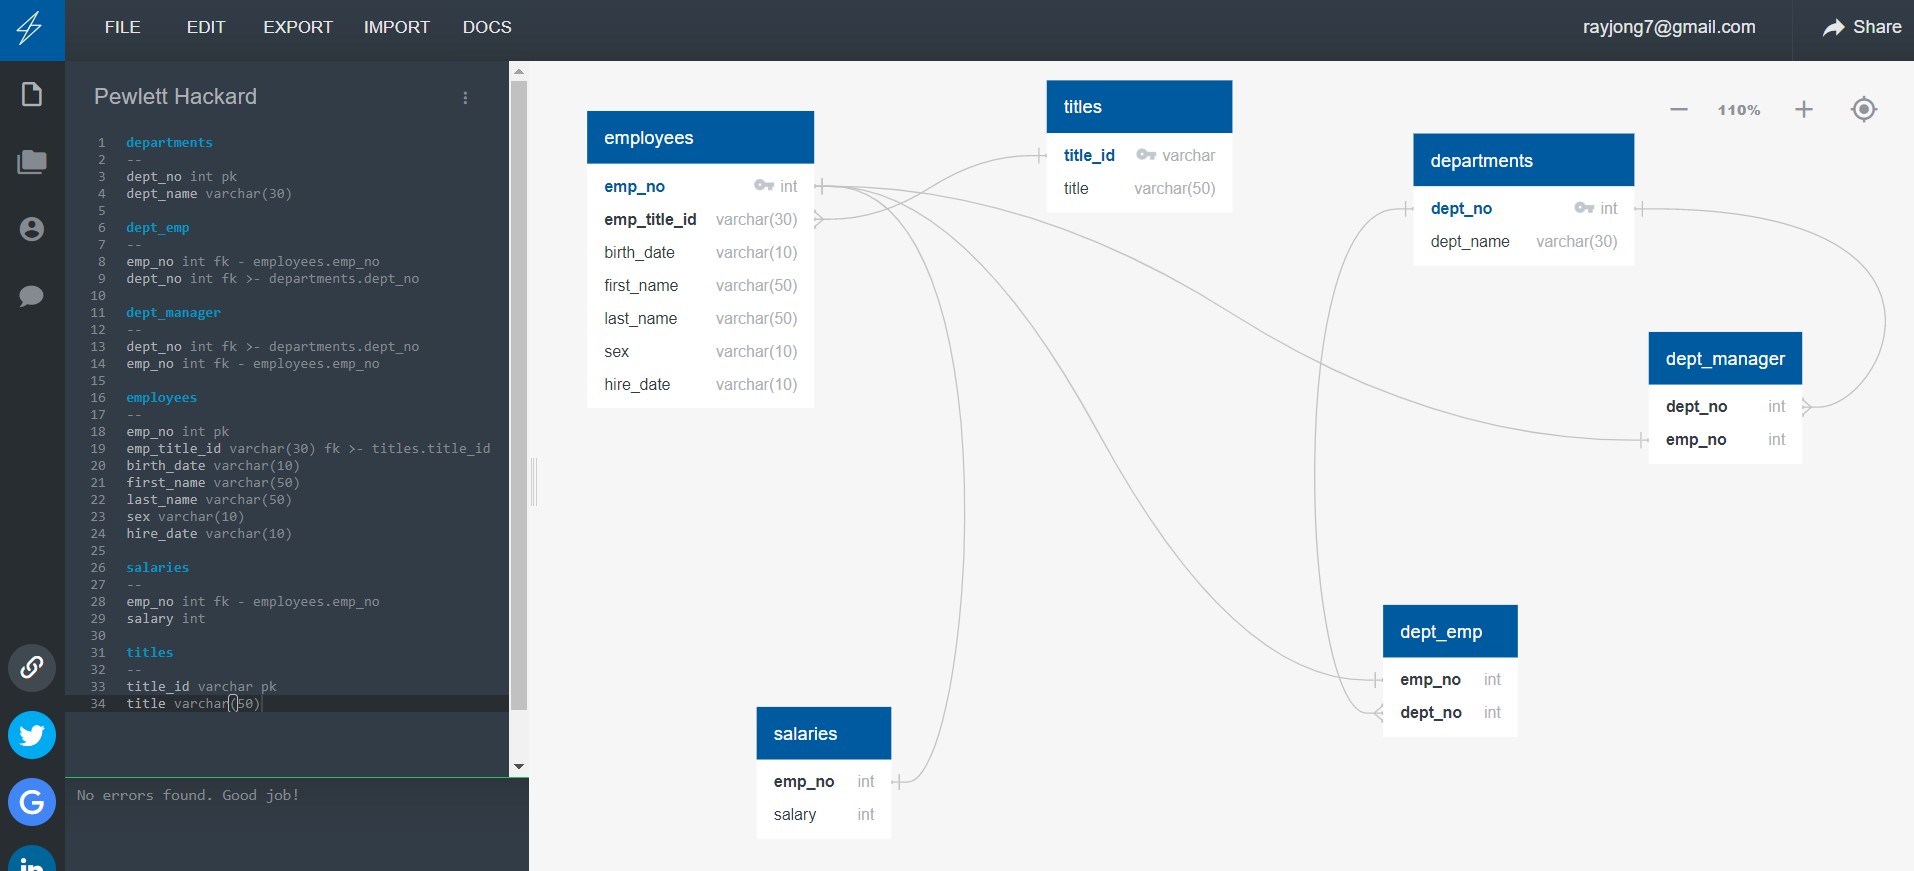 FILE EDIT EXPORT IMPORT DOCS
rayjong7@gmail.com
Share
Pewlett Hackard
1 departments
2 --
3 dept_no int pk
4 dept_name varchar(30)
5
6 dept_emp
7 --
8 emp_no int fk - employees.emp_no
9 dept_no int fk >- departments.dept_no
10
11 dept_manager
12 --
13 dept_no int fk >- departments.dept_no
14 emp_no int fk - employees.emp_no
15
16 employees
17 --
18 emp_no int pk
19 emp_title_id varchar(30) fk >- titles.title_id
20 birth_date varchar(10)
21 first_name varchar(50)
22 last_name varchar(50)
23 sex varchar(10)
24 hire_date varchar(10)
25
26 salaries
27 --
28 emp_no int fk - employees.emp_no
29 salary int
30
31 titles
32 --
33 title_id varchar pk
34 title varchar(50)
No errors found. Good job!
G
in
employees
emp_no int
emp_title_id varchar(30)
birth_date varchar(10)
first_name varchar(50)
last_name varchar(50)
sex varchar(10)
hire_date varchar(10)
titles
title_id varchar
title varchar(50)
110%
departments
dept_no int
dept_name varchar(30)
dept_manager
dept_no int
emp_no int
dept_emp
emp_no int
dept_no int
salaries
emp_no int
salary int